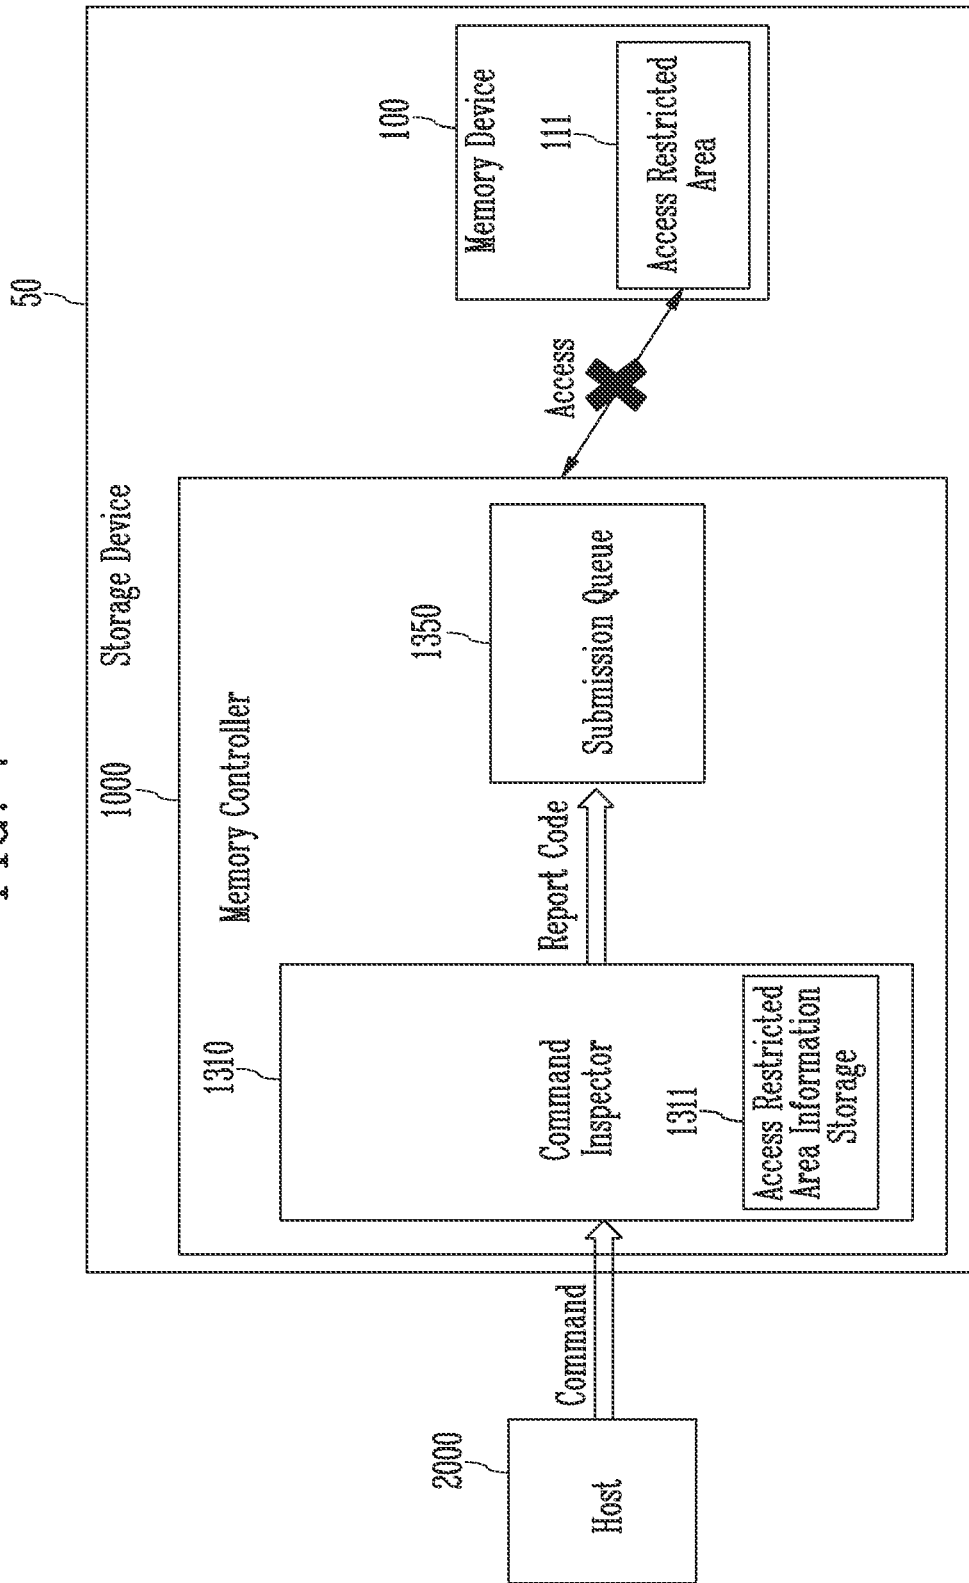 50
Storage Device
1000
Memory Controller
1310
Command
Inspector
1311
Access Restricted
Area Information
Storage
Report Code
1350
Submission Queue
Access
100
Memory Device
111
Access Restricted
Area
Command
2000
Host